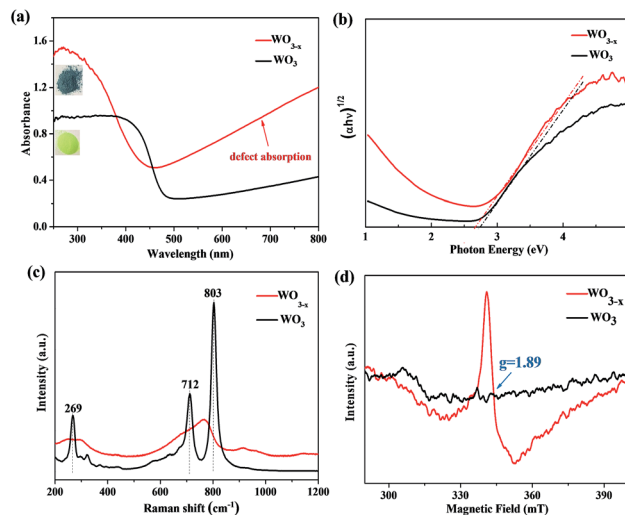 (a)
WO3-x
WO3
1.6
1.2
0.8
0.4
0.0
Absorbance
defect absorption
300 400 500 600 700 800
Wavelength (nm)
(b)
WO3-x
WO3
(αhν)1/2
1 2 3 4
Photon Energy (eV)
(c)
WO3-x
WO3
803
712
269
Intensity (a.u.)
200 400 600 800 1000 1200
Raman shift (cm-1)
(d)
WO3-x
WO3
g=1.89
Intensity (a.u.)
300 330 360 390
Magnetic Field (mT)